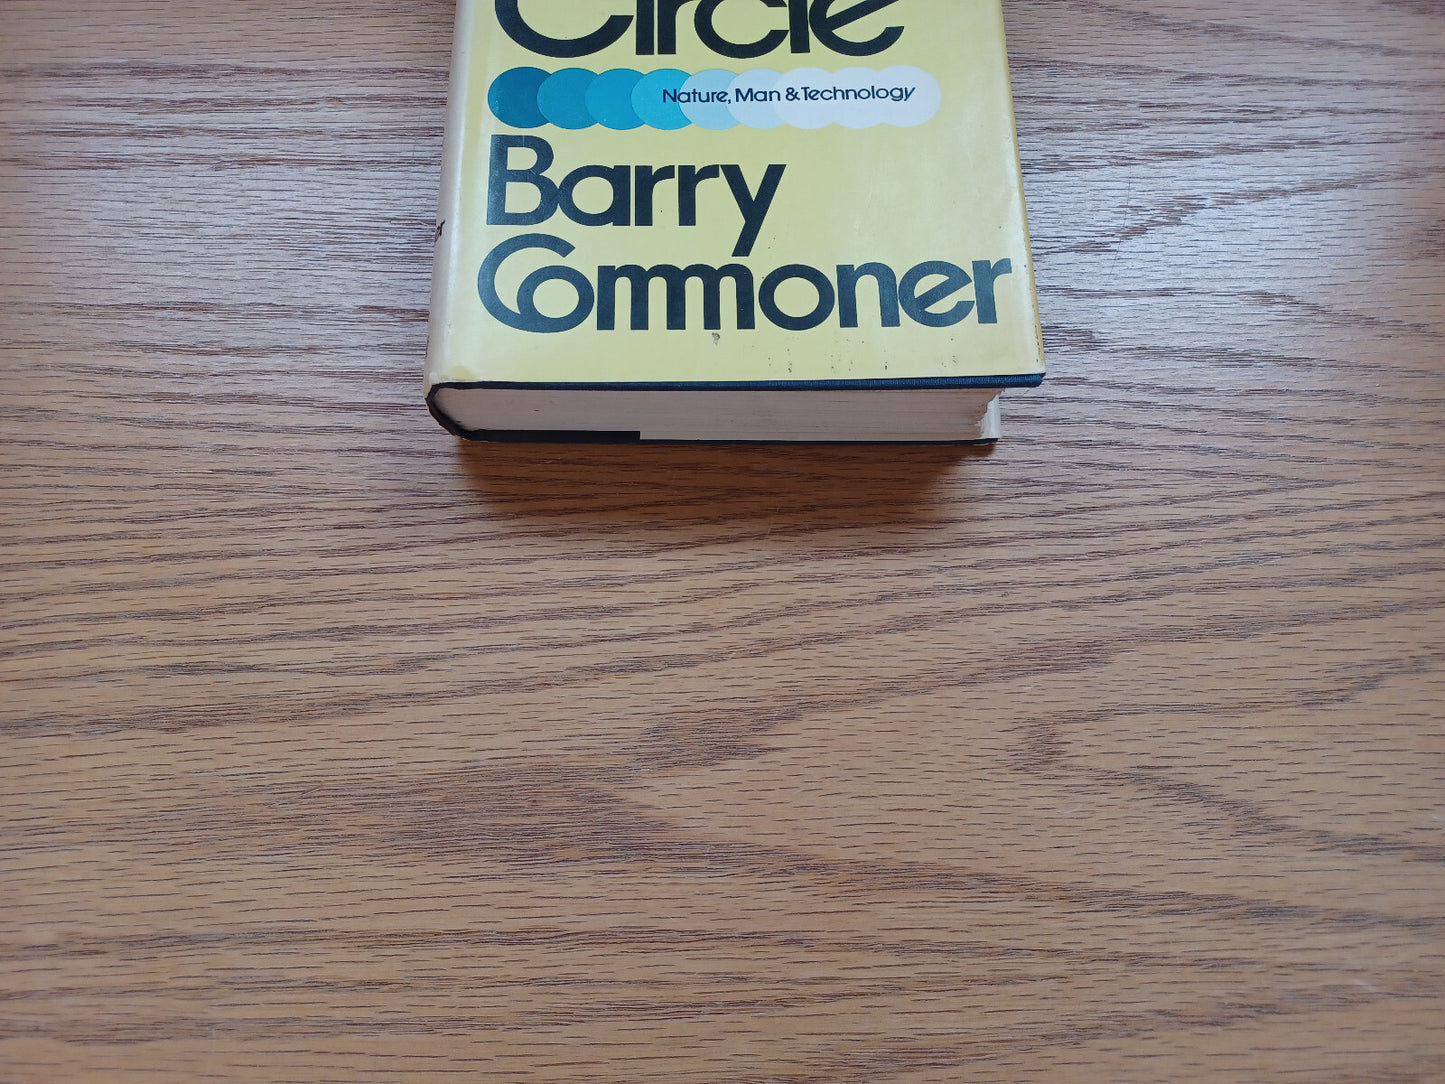 Circle
Nature, Man & Technology
Barry
Commoner